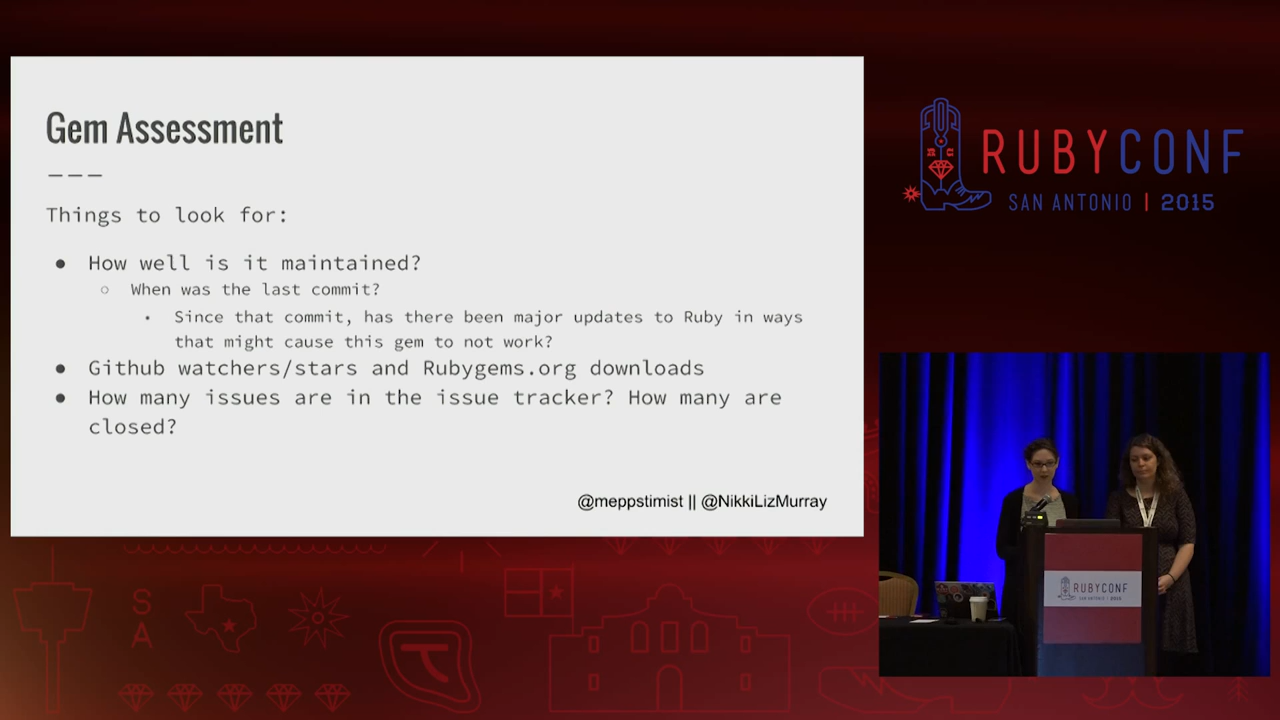 Gem Assessment
Things to look for:
● How well is it maintained?
○ When was the last commit?
▪ Since that commit, has there been major updates to Ruby in ways
that might cause this gem to not work?
● Github watchers/stars and Rubygems.org downloads
● How many issues are in the issue tracker? How many are
closed?
@meppstimist || @NikkiLizMurray
RUBYCONF
SAN ANTONIO | 2015
RUBYCONF
SAN ANTONIO | 2015
S
A